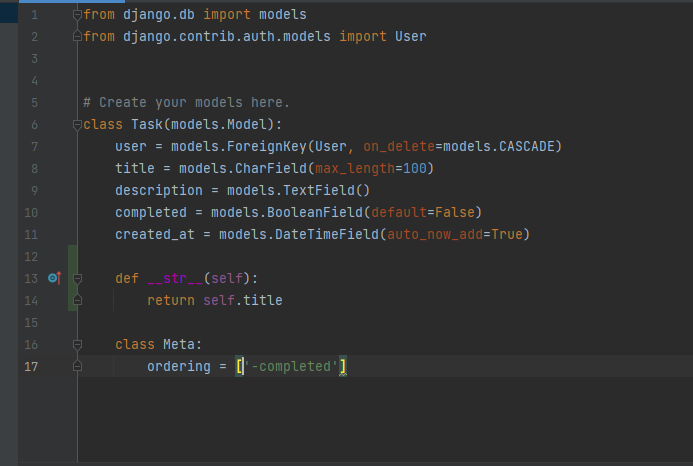 1 from django.db import models
2 from django.contrib.auth.models import User
3
4
5 # Create your models here.
6 class Task(models.Model):
7     user = models.ForeignKey(User, on_delete=models.CASCADE)
8     title = models.CharField(max_length=100)
9     description = models.TextField()
10     completed = models.BooleanField(default=False)
11     created_at = models.DateTimeField(auto_now_add=True)
12
13     def __str__(self):
14         return self.title
15
16     class Meta:
17         ordering = ['-completed']